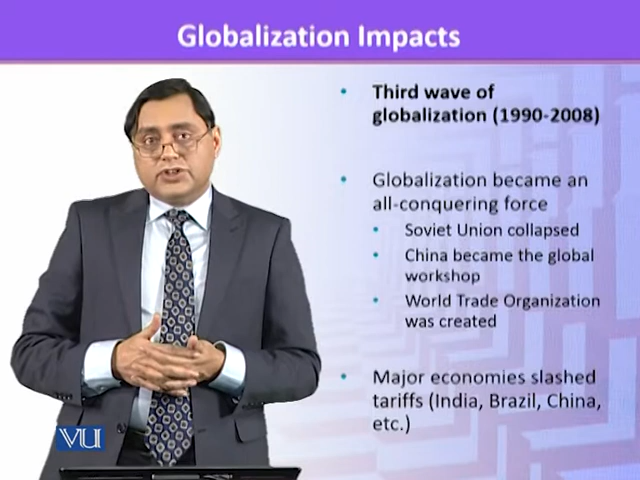 Globalization Impacts
Third wave of
globalization (1990-2008)
Globalization became an
all-conquering force
Soviet Union collapsed
China became the global
workshop
World Trade Organization
was created
Major economies slashed
tariffs (India, Brazil, China,
etc.)
VU